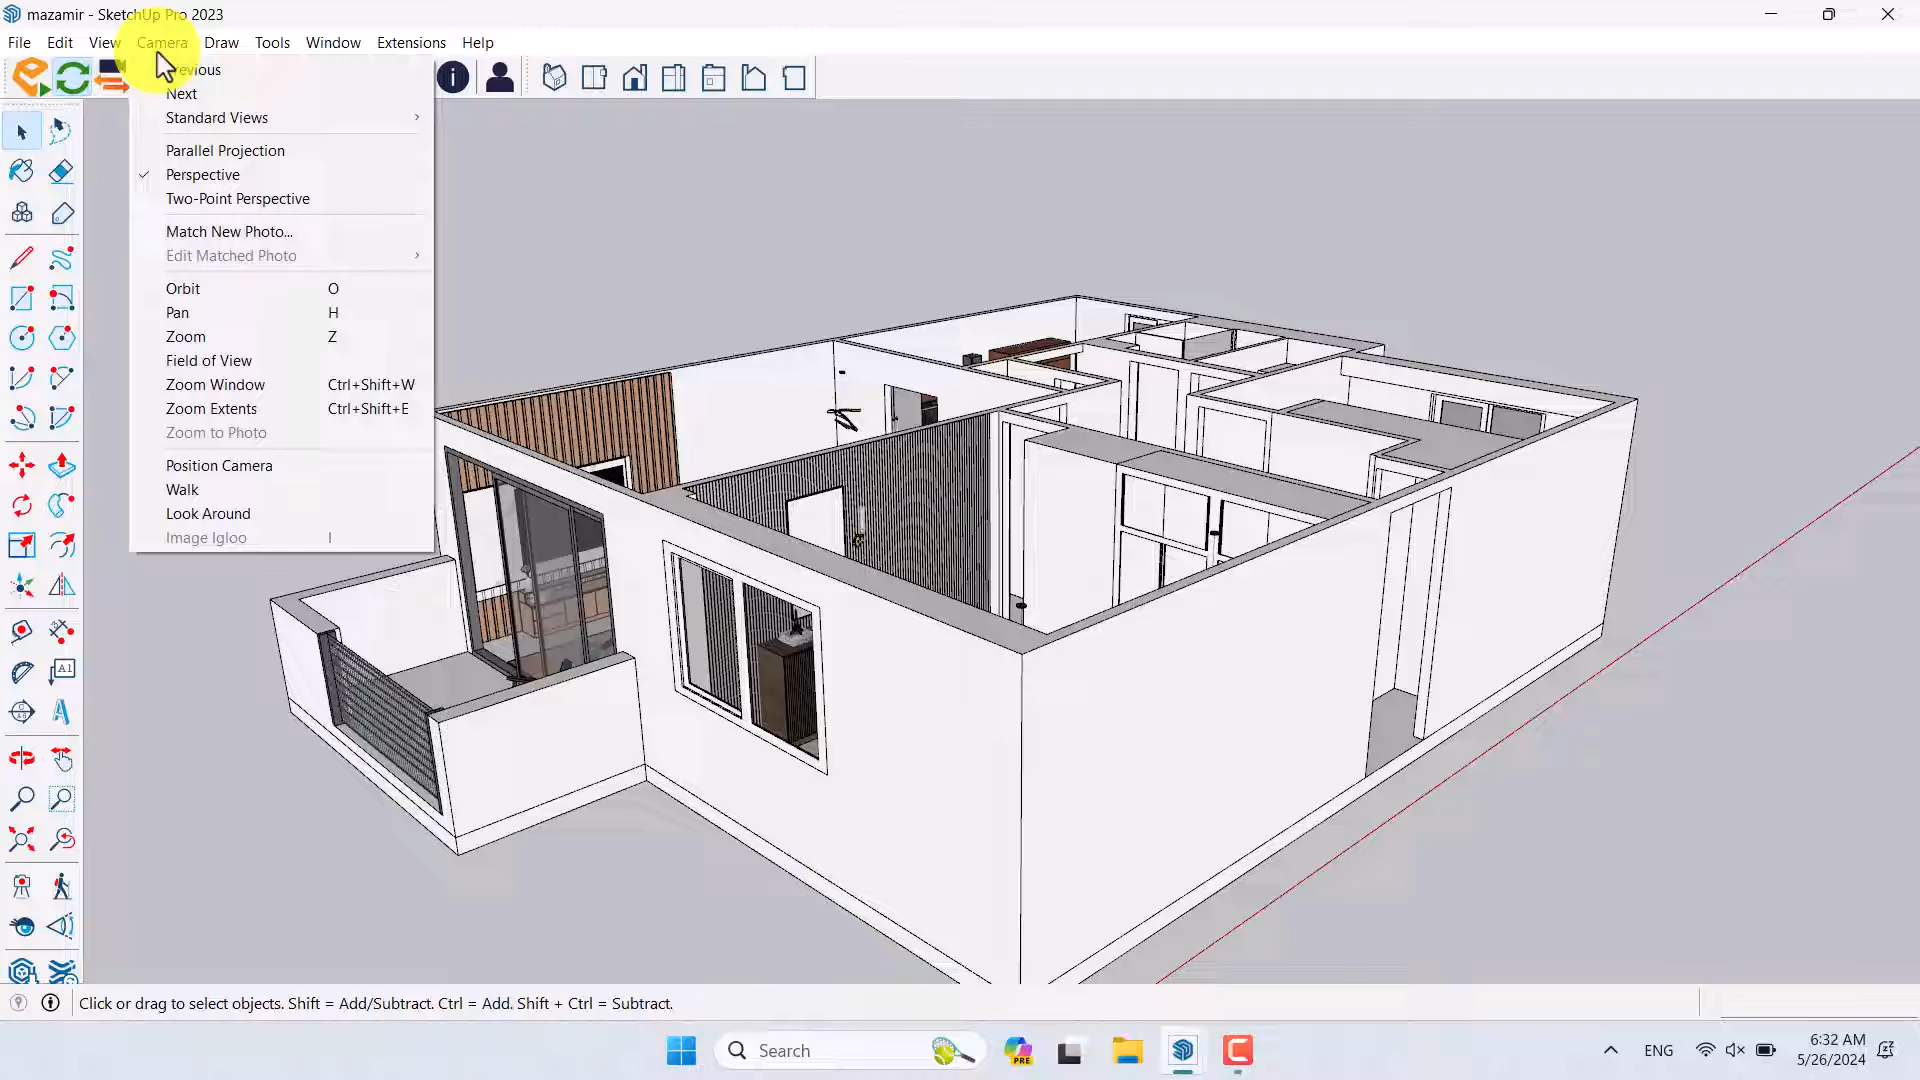 mazamir - SketchUp Pro 2023
File Edit View Camera Draw Tools Window Extensions Help
Next
Standard Views
Parallel Projection
Perspective
Two-Point Perspective
Match New Photo...
Edit Matched Photo
Orbit O
Pan H
Zoom Z
Field of View
Zoom Window Ctrl+Shift+W
Zoom Extents Ctrl+Shift+E
Zoom to Photo
Position Camera
Walk
Look Around
Image Igloo I
Click or drag to select objects. Shift = Add/Subtract. Ctrl = Add. Shift + Ctrl = Subtract.
Search
PRE
ENG
6:32 AM
5/26/2024